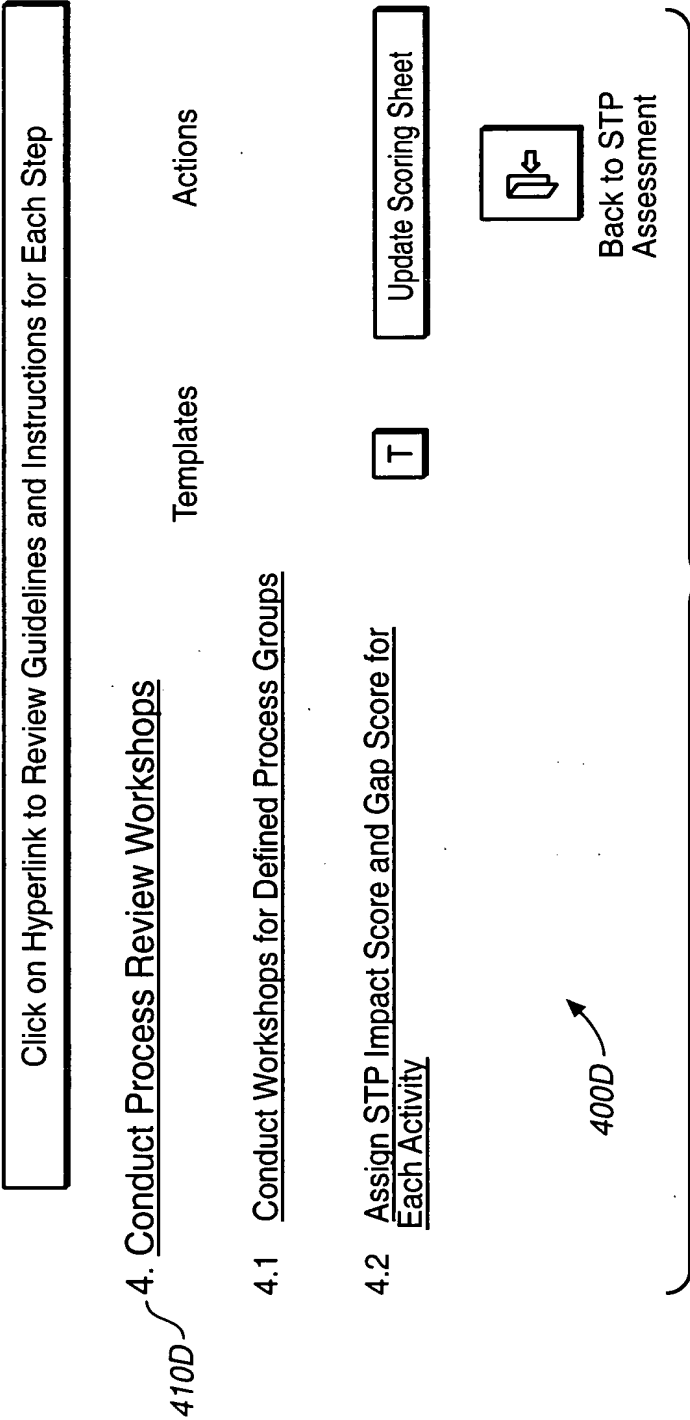 Click on Hyperlink to Review Guidelines and Instructions for Each Step
410D
4. Conduct Process Review Workshops
Templates
Actions
4.1 Conduct Workshops for Defined Process Groups
4.2 Assign STP Impact Score and Gap Score for
Each Activity
T
Update Scoring Sheet
400D
Back to STP
Assessment